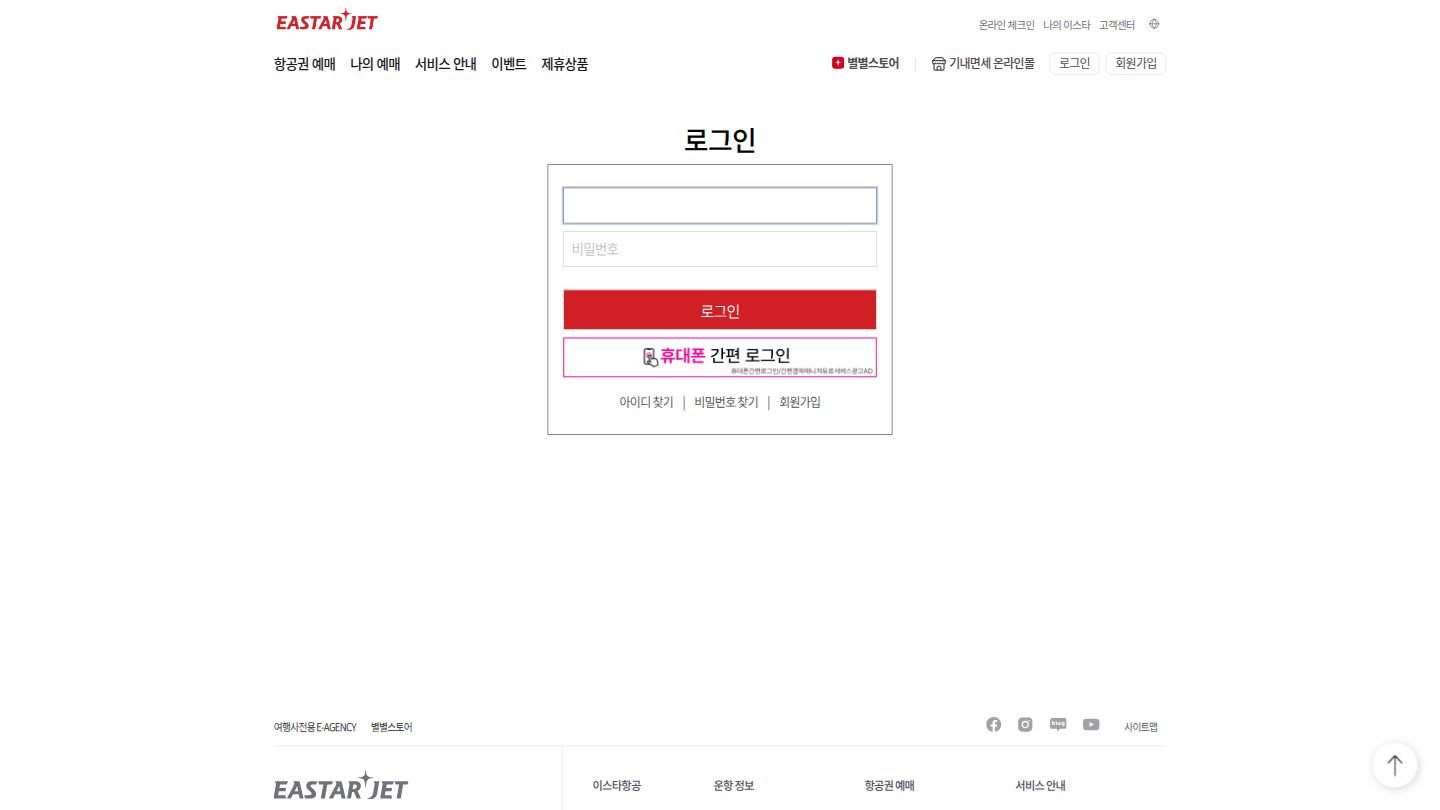 EASTAR JET
온라인 체크인 나의 이스타 고객센터
항공권 예매 나의 예매 서비스 안내 이벤트 제휴상품
별별스토어 | 기내면세 온라인몰 로그인 회원가입
로그인
비밀번호
로그인
휴대폰 간편 로그인
휴대폰간편로그인/간편결제매니저유료서비스광고AD
아이디 찾기 | 비밀번호 찾기 | 회원가입
여행사전용 E-AGENCY 별별스토어
blog
사이트맵
EASTAR JET
이스타항공 운항 정보 항공권 예매 서비스 안내